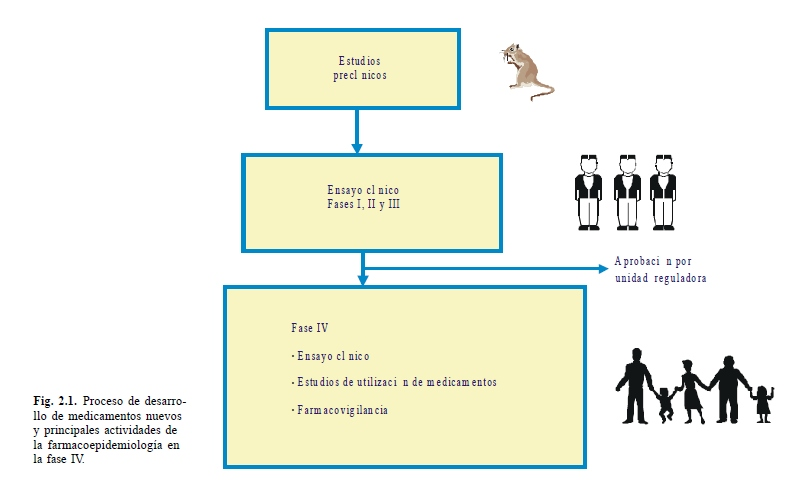 Estudios
precl nicos
Ensayo cl nico
Fases I, II y III
Aprobaci n por
unidad reguladora
Fase IV
· Ensayo cl nico
· Estudios de utilizaci n de medicamentos
· Farmacovigilancia
Fig. 2.1. Proceso de desarro-
llo de medicamentos nuevos
y principales actividades de
la farmacoepidemiología en
la fase IV.